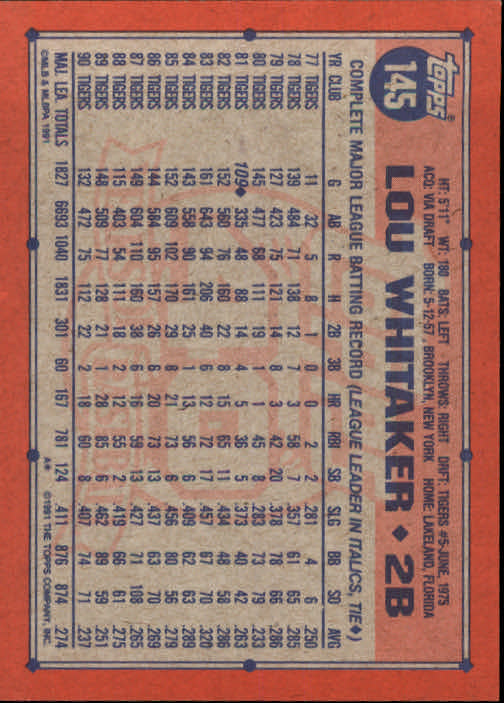 topps®
145
HT: 5'11" WT: 180 BATS: LEFT THROWS: RIGHT DRFT: TIGERS #5-JUNE, 1975
ACQ: VIA DRAFT BORN: 5-12-57, BROOKLYN, NEW YORK HOME: LAKELAND, FLORIDA
LOU WHITAKER ♦ 2B
COMPLETE MAJOR LEAGUE BATTING RECORD (LEAGUE LEADER IN ITALICS, TIE♦)
YR CLUB G AB R H 2B 3B HR RBI SB SLG BB SO AVG
77 TIGERS 11 32 5 8 1 0 0 2 2 .281 4 6 .250
78 TIGERS 139 484 71 138 12 7 3 58 7 .357 61 65 .285
79 TIGERS 127 423 75 121 14 8 3 42 20 .378 78 66 .286
80 TIGERS 145 477 68 111 19 1 1 45 8 .283 73 79 .233
81 TIGERS 109♦ 335 48 88 14 4 5 36 5 .373 40 42 .263
82 TIGERS 152 560 76 160 22 8 15 65 11 .434 48 58 .286
83 TIGERS 161 643 94 206 40 6 12 72 17 .457 67 70 .320
84 TIGERS 143 558 90 161 25 1 13 56 6 .409 62 63 .289
85 TIGERS 152 609 102 170 29 8 21 73 6 .456 80 56 .279
86 TIGERS 144 584 95 157 26 6 20 73 13 .437 63 70 .269
87 TIGERS 149 604 110 160 38 6 16 59 13 .427 71 108 .265
88 TIGERS 115 403 54 111 18 2 12 55 2 .419 66 61 .275
89 TIGERS 148 509 77 128 21 1 28 85 6 .462 89 59 .251
90 TIGERS 132 472 75 112 22 2 18 60 8 .407 74 71 .237
MAJ. LEA. TOTALS 1827 6693 1040 1831 301 60 167 781 124 .411 876 874 .274
©MLB & MLBPA 1991 A* ©1991 THE TOPPS COMPANY, INC.